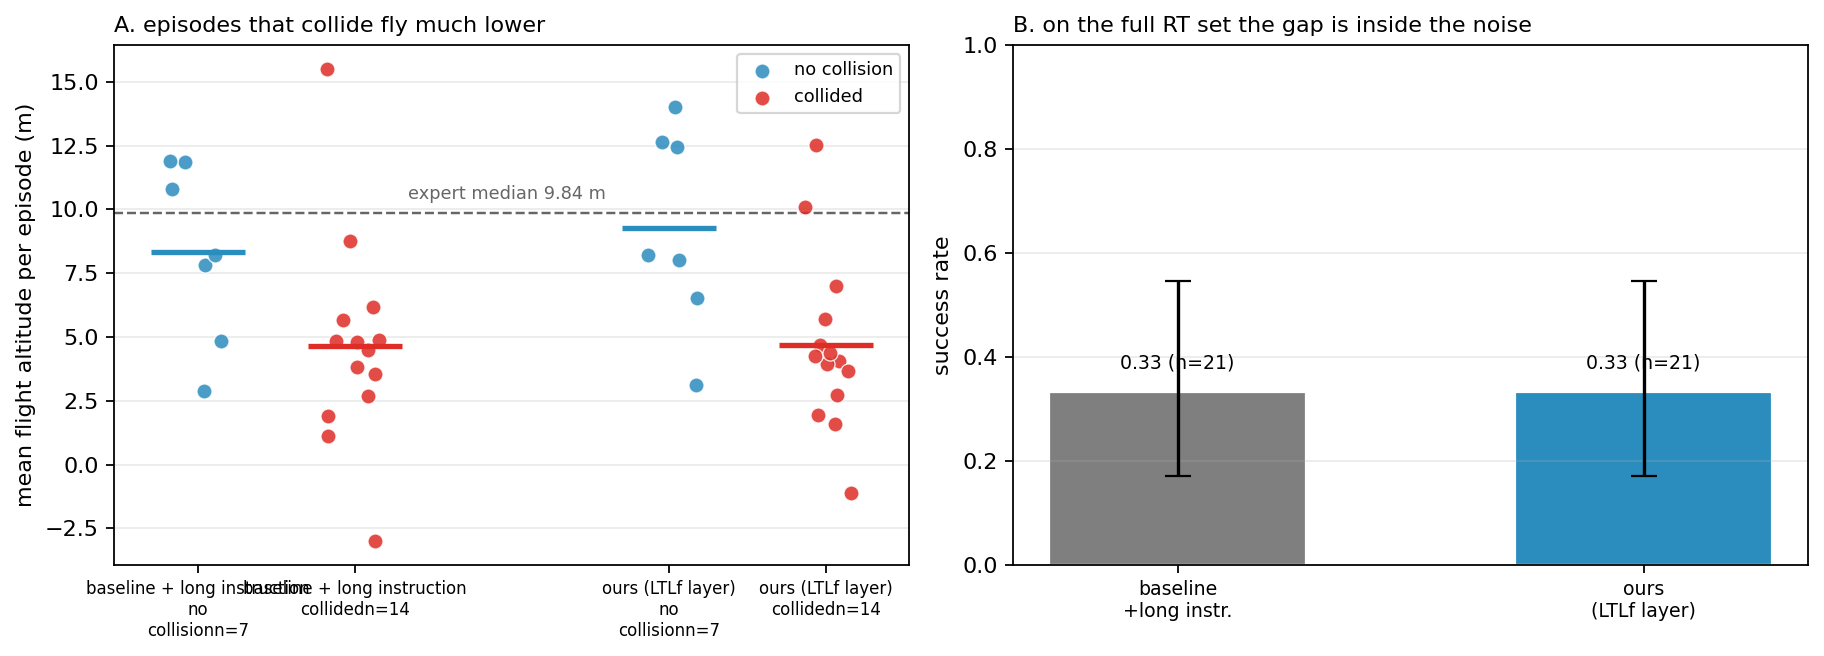 A. episodes that collide fly much lower
mean flight altitude per episode (m)
15.0
12.5
10.0
7.5
5.0
2.5
0.0
−2.5
no collision
collided
expert median 9.84 m
baseline + long instruction
no
collisionn=7
baseline + long instruction
collidedn=14
ours (LTLf layer)
no
collisionn=7
ours (LTLf layer)
collidedn=14
B. on the full RT set the gap is inside the noise
success rate
1.0
0.8
0.6
0.4
0.2
0.0
0.33 (n=21)
0.33 (n=21)
baseline
+long instr.
ours
(LTLf layer)